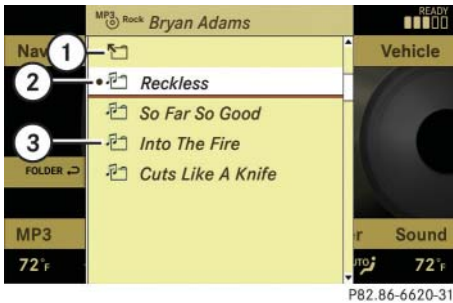 MP3 Rock Bryan Adams
READY
Nav
1
Vehicle
2
Reckless
So Far So Good
3
Into The Fire
FOLDER
Cuts Like A Knife
MP3
r
Sound
72°F
UTO
72°F
P82.86-6620-31